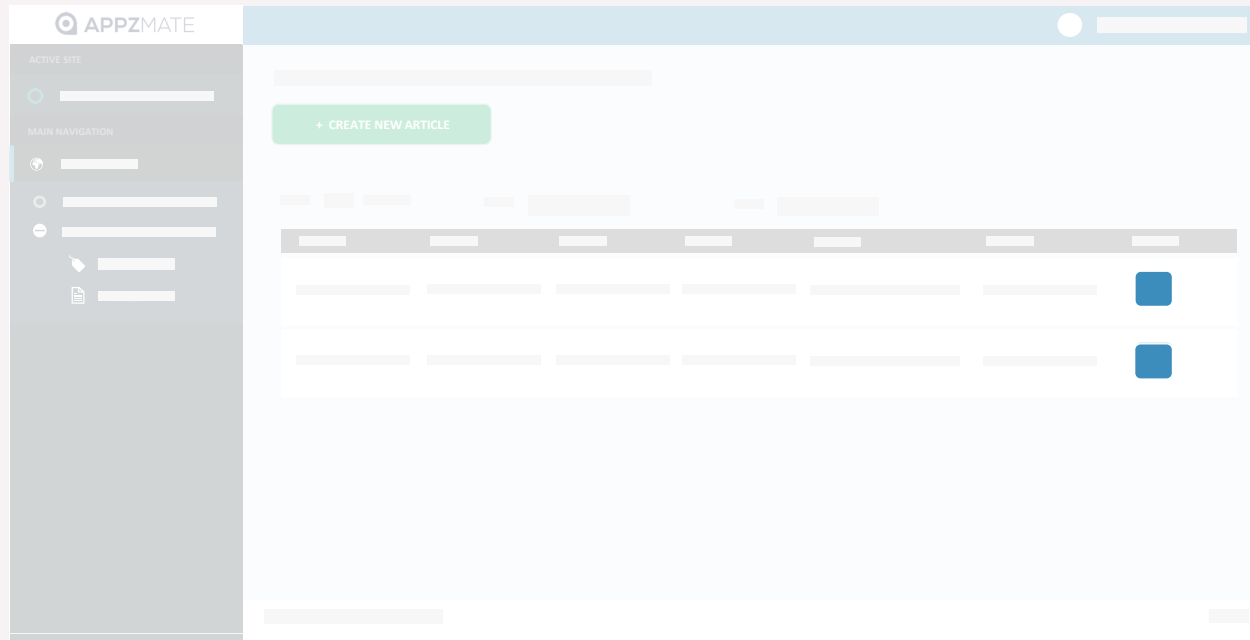 APPZMATE
ACTIVE SITE
MAIN NAVIGATION
+ CREATE NEW ARTICLE